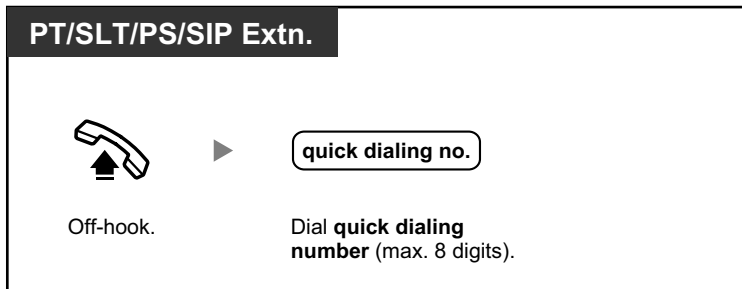 PT/SLT/PS/SIP Extn.
quick dialing no.
Off-hook.
Dial quick dialing
number (max. 8 digits).